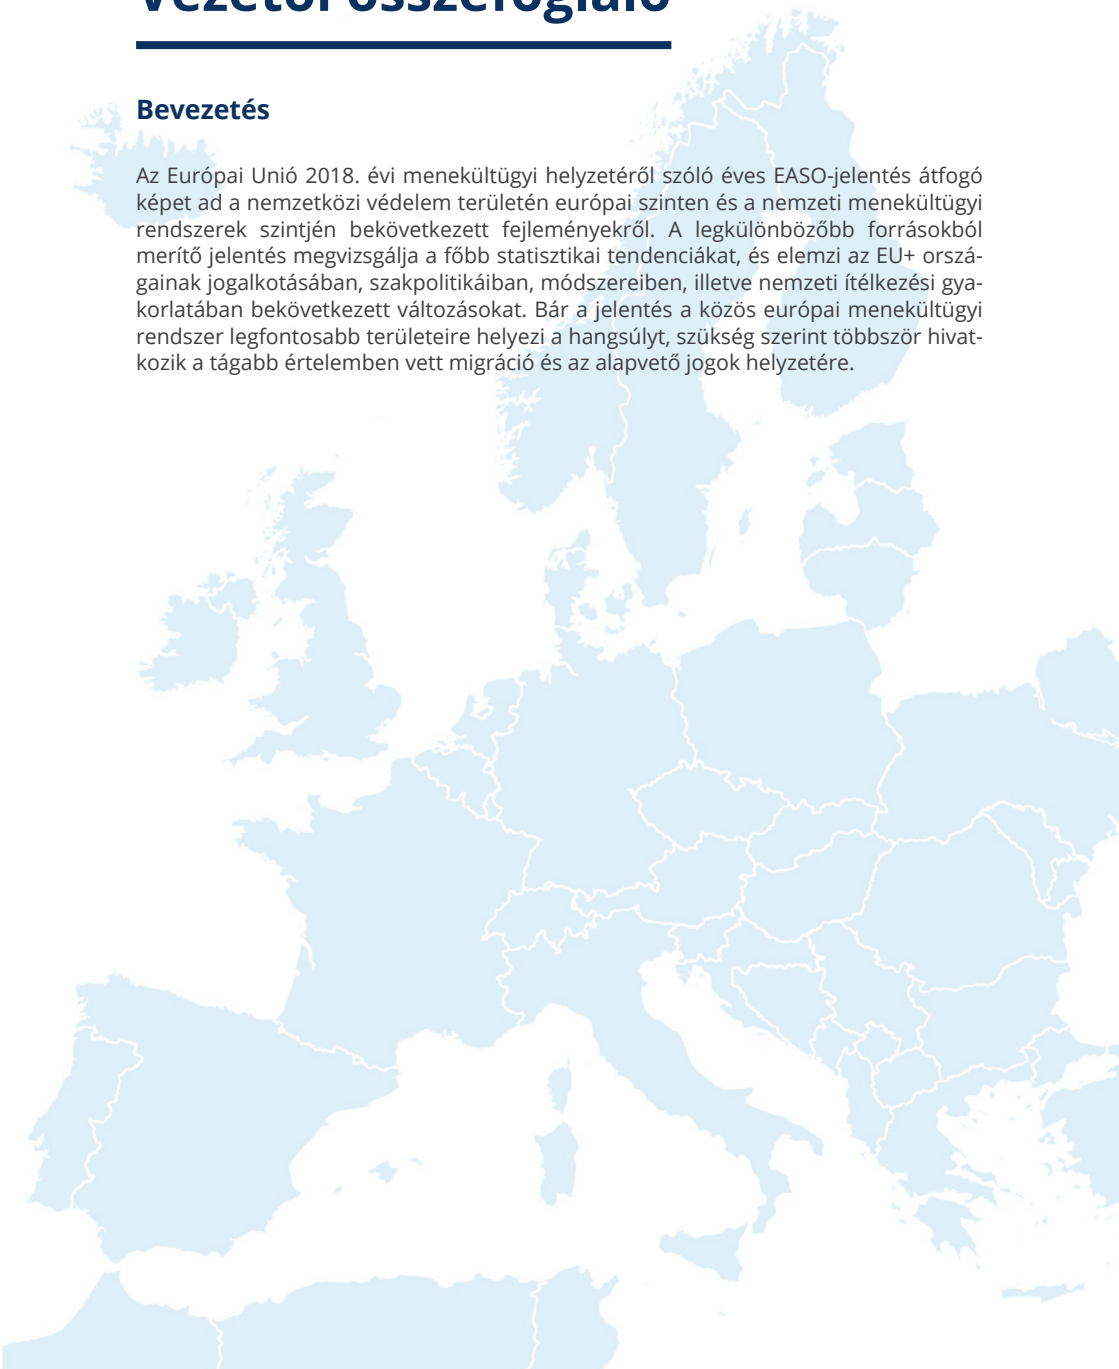 Vezetői összefoglaló
Bevezetés
Az Európai Unió 2018. évi menekültügyi helyzetéről szóló éves EASO-jelentés átfogó
képet ad a nemzetközi védelem területén európai szinten és a nemzeti menekültügyi
rendszerek szintjén bekövetkezett fejleményekről. A legkülönbözőbb forrásokból
merítő jelentés megvizsgálja a főbb statisztikai tendenciákat, és elemzi az EU+ orszá-
gainak jogalkotásában, szakpolitikáiban, módszereiben, illetve nemzeti ítélkezési gya-
korlatában bekövetkezett változásokat. Bár a jelentés a közös európai menekültügyi
rendszer legfontosabb területeire helyezi a hangsúlyt, szükség szerint többször hivat-
kozik a tágabb értelemben vett migráció és az alapvető jogok helyzetére.